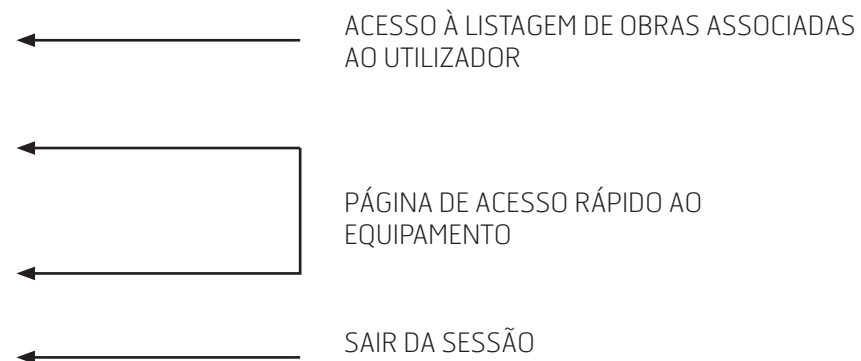 ACESSO À LISTAGEM DE OBRAS ASSOCIADAS
AO UTILIZADOR
PÁGINA DE ACESSO RÁPIDO AO
EQUIPAMENTO
SAIR DA SESSÃO